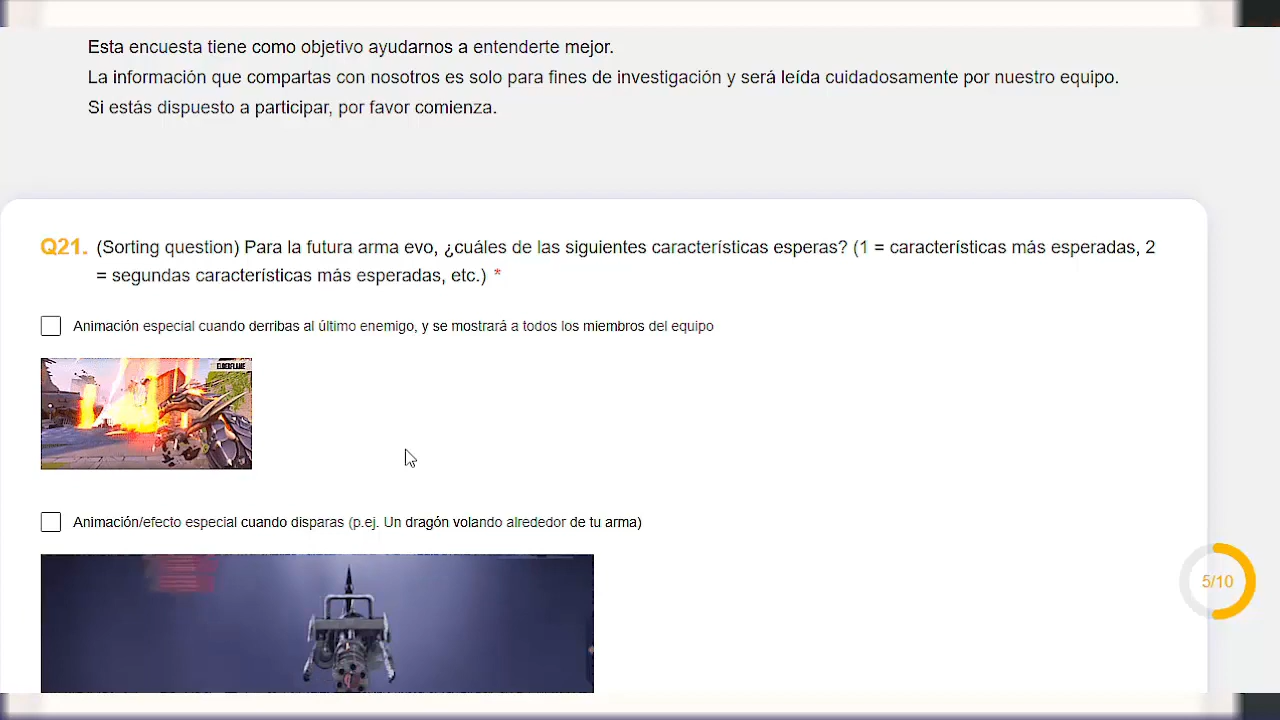 Esta encuesta tiene como objetivo ayudarnos a entenderte mejor.
La información que compartas con nosotros es solo para fines de investigación y será leída cuidadosamente por nuestro equipo.
Si estás dispuesto a participar, por favor comienza.
Q21. (Sorting question) Para la futura arma evo, ¿cuáles de las siguientes características esperas? (1 = características más esperadas, 2
= segundas características más esperadas, etc.) *
Animación especial cuando derribas al último enemigo, y se mostrará a todos los miembros del equipo
ELDERFLAME
Animación/efecto especial cuando disparas (p.ej. Un dragón volando alrededor de tu arma)
5/10